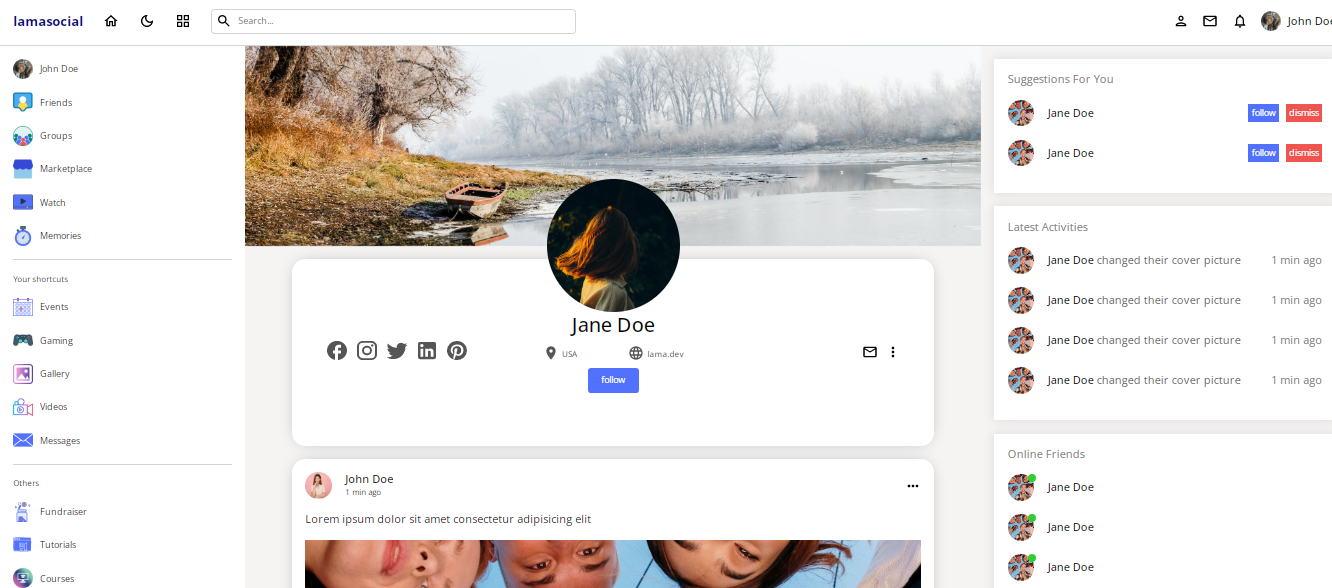 lamasocial
Search...
John Doe
John Doe
Friends
Groups
Marketplace
Watch
Memories
Your shortcuts
Events
Gaming
Gallery
Videos
Messages
Others
Fundraiser
Tutorials
Courses
Jane Doe
USA
lama.dev
follow
John Doe
1 min ago
Lorem ipsum dolor sit amet consectetur adipisicing elit
Suggestions For You
Jane Doe follow dismiss
Jane Doe follow dismiss
Latest Activities
Jane Doe changed their cover picture 1 min ago
Jane Doe changed their cover picture 1 min ago
Jane Doe changed their cover picture 1 min ago
Jane Doe changed their cover picture 1 min ago
Online Friends
Jane Doe
Jane Doe
Jane Doe